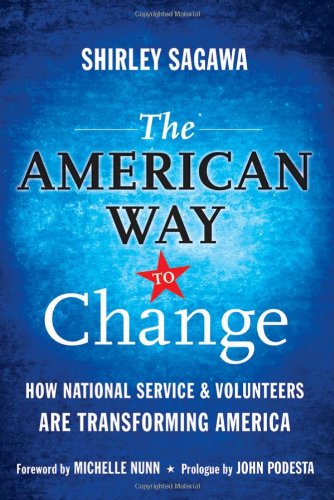 SHIRLEY SAGAWA
The
AMERICAN
WAY
TO
Change
HOW NATIONAL SERVICE & VOLUNTEERS
ARE TRANSFORMING AMERICA
Foreword by MICHELLE NUNN ★ Prologue by JOHN PODESTA